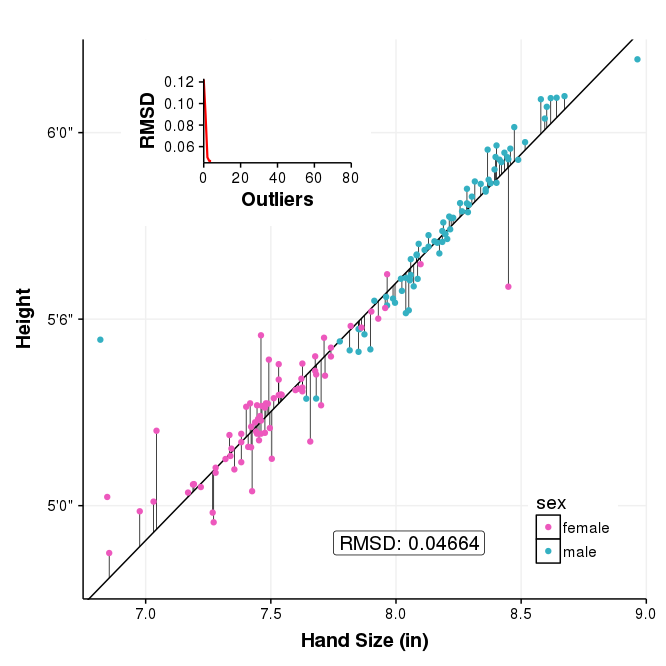 0.12
0.10
0.08
0.06
RMSD
0 20 40 60 80
Outliers
6'0"
5'6"
5'0"
Height
RMSD: 0.04664
sex
female
male
7.0 7.5 8.0 8.5 9.0
Hand Size (in)